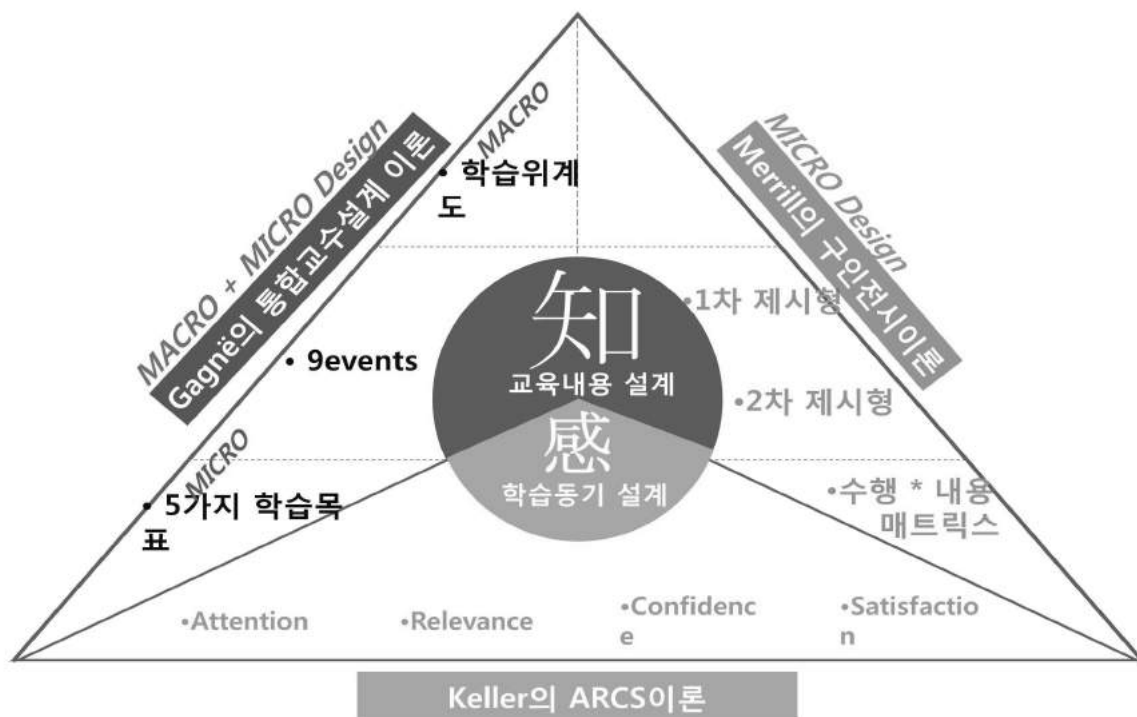 MACRO + MICRO Design
Gagnë의 통합교수설계 이론
MACRO
• 학습위계
도
• 9events
MICRO
• 5가지 학습목
표
MICRO Design
Merrill의 구인전시이론
•1차 제시형
•2차 제시형
•수행 * 내용
매트릭스
知
교육내용 설계
感
학습동기 설계
•Attention
•Relevance
•Confidenc
e
•Satisfactio
n
Keller의 ARCS이론